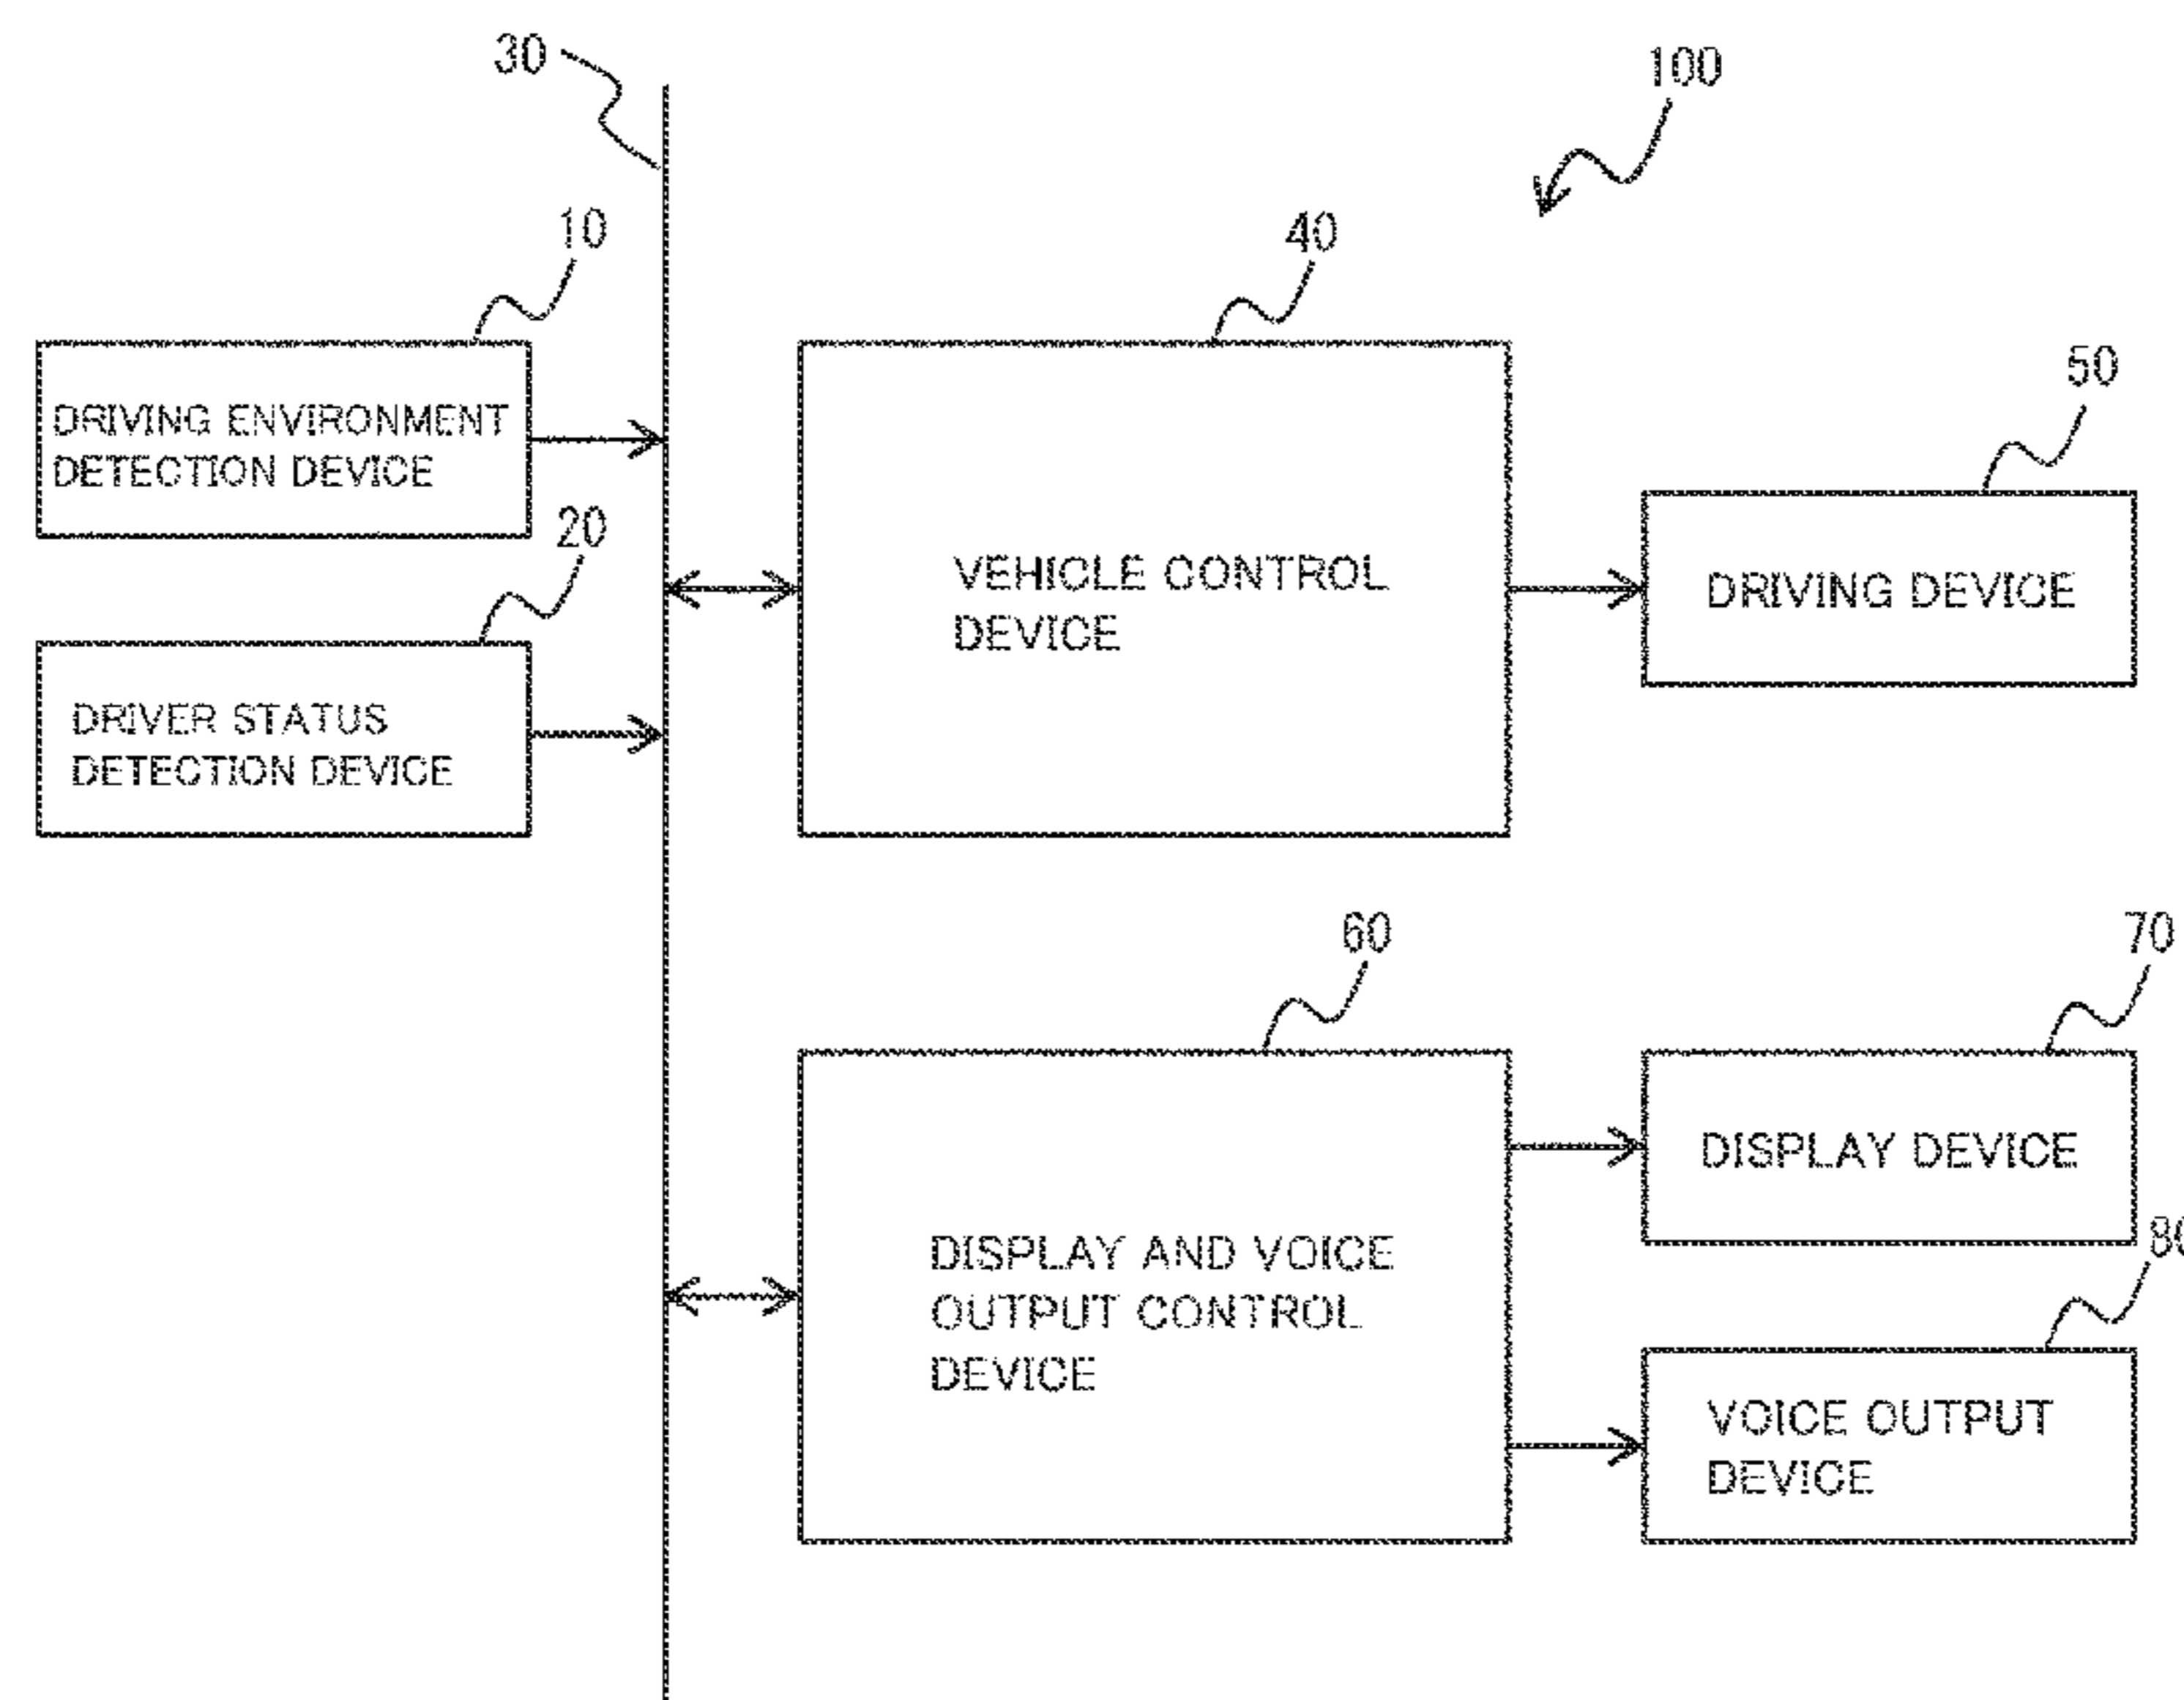 30
100
10
40
50
DRIVING ENVIRONMENT
DETECTION DEVICE
20
VEHICLE CONTROL
DEVICE
DRIVING DEVICE
DRIVER STATUS
DETECTION DEVICE
60
70
DISPLAY DEVICE
80
DISPLAY AND VOICE
OUTPUT CONTROL
DEVICE
VOICE OUTPUT
DEVICE